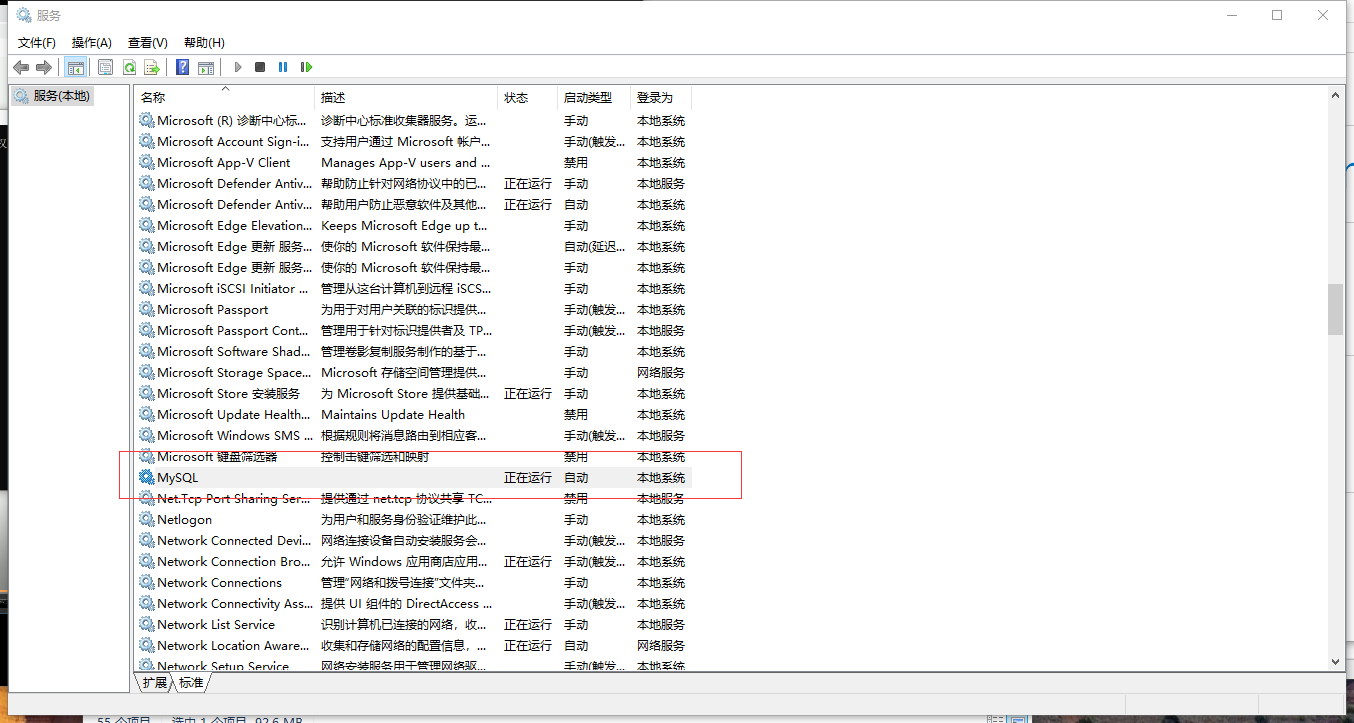 服务
文件(F) 操作(A) 查看(V) 帮助(H)
服务(本地)
名称 描述 状态 启动类型 登录为
Microsoft (R) 诊断中心标... 诊断中心标准收集器服务。运... 手动 本地系统
Microsoft Account Sign-i... 支持用户通过 Microsoft 帐户... 手动(触发... 本地系统
Microsoft App-V Client Manages App-V users and ... 禁用 本地系统
Microsoft Defender Antiv... 帮助防止针对网络协议中的已... 正在运行 手动 本地服务
Microsoft Defender Antiv... 帮助用户防止恶意软件及其他... 正在运行 自动 本地系统
Microsoft Edge Elevation... Keeps Microsoft Edge up t... 手动 本地系统
Microsoft Edge 更新 服务... 使你的 Microsoft 软件保持最... 自动(延迟... 本地系统
Microsoft Edge 更新 服务... 使你的 Microsoft 软件保持最... 手动 本地系统
Microsoft iSCSI Initiator ... 管理从这台计算机到远程 iSCS... 手动 本地系统
Microsoft Passport 为用于对用户关联的标识提供... 手动(触发... 本地系统
Microsoft Passport Cont... 管理用于针对标识提供者及 TP... 手动(触发... 本地服务
Microsoft Software Shad... 管理卷影复制服务制作的基于... 手动 本地系统
Microsoft Storage Space... Microsoft 存储空间管理提供... 手动 网络服务
Microsoft Store 安装服务 为 Microsoft Store 提供基础... 正在运行 手动 本地系统
Microsoft Update Health... Maintains Update Health 禁用 本地系统
Microsoft Windows SMS ... 根据规则将消息路由到相应客... 手动(触发... 本地服务
Microsoft 键盘筛选器 控制击键筛选和映射 禁用 本地系统
MySQL 正在运行 自动 本地系统
Net.Tcp Port Sharing Ser... 提供通过 net.tcp 协议共享 TC... 禁用 本地服务
Netlogon 为用户和服务身份验证维护此... 手动 本地系统
Network Connected Devi... 网络连接设备自动安装服务会... 手动(触发... 本地服务
Network Connection Bro... 允许 Windows 应用商店应用... 正在运行 手动(触发... 本地系统
Network Connections 管理“网络和拨号连接”文件夹... 手动 本地系统
Network Connectivity Ass... 提供 UI 组件的 DirectAccess ... 手动(触发... 本地系统
Network List Service 识别计算机已连接的网络，收... 正在运行 手动 本地服务
Network Location Aware... 收集和存储网络的配置信息，... 正在运行 自动 网络服务
Network Setup Service 网络安装服务用于管理网络驱... 手动(触发... 本地系统
扩展 标准
55 个项目 选中 1 个项目 92.6 MB